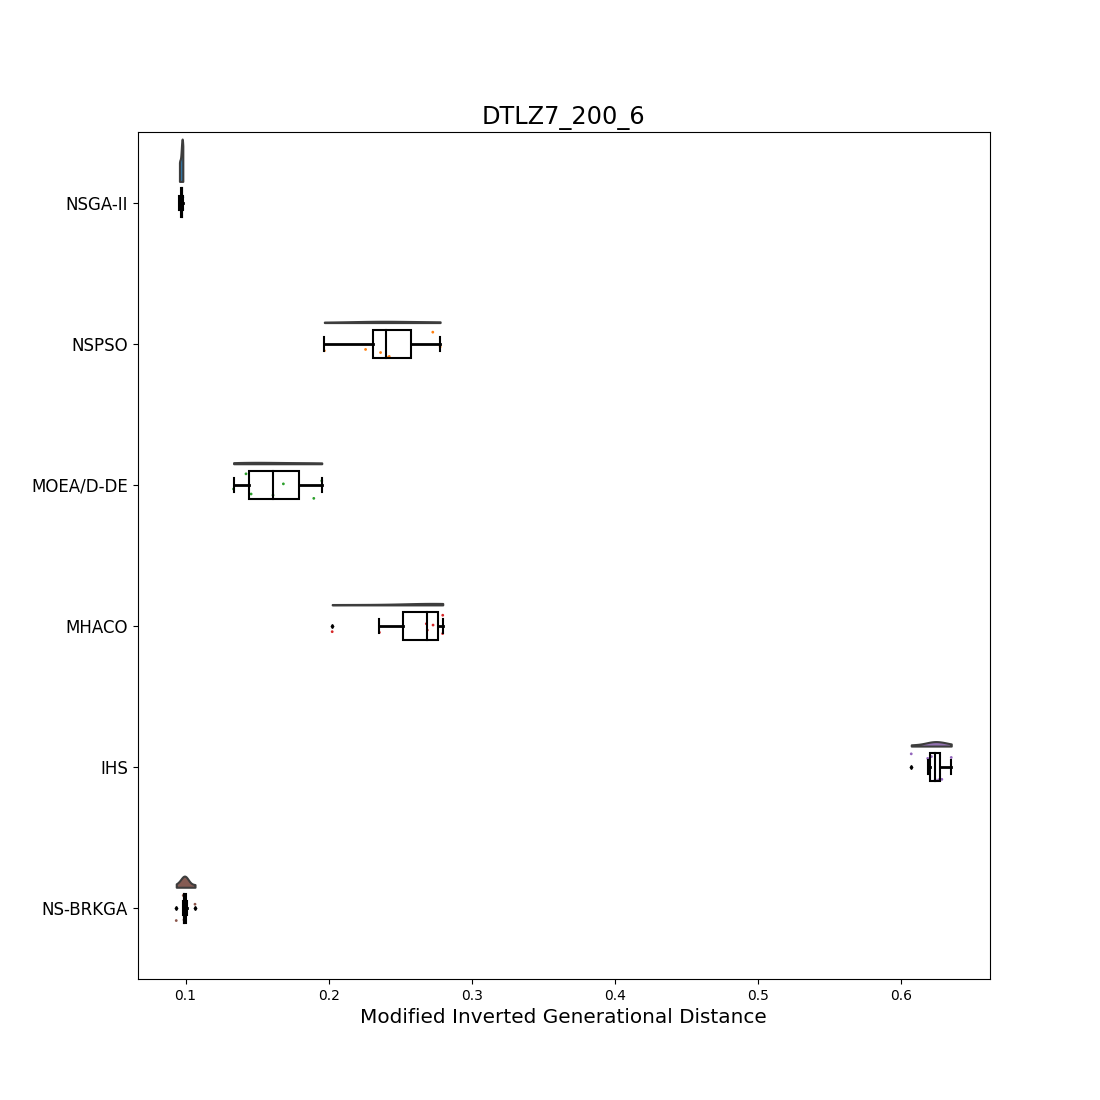 DTLZ7_200_6
NSGA-II
NSPSO
MOEA/D-DE
MHACO
IHS
NS-BRKGA
0.1 0.2 0.3 0.4 0.5 0.6
Modified Inverted Generational Distance